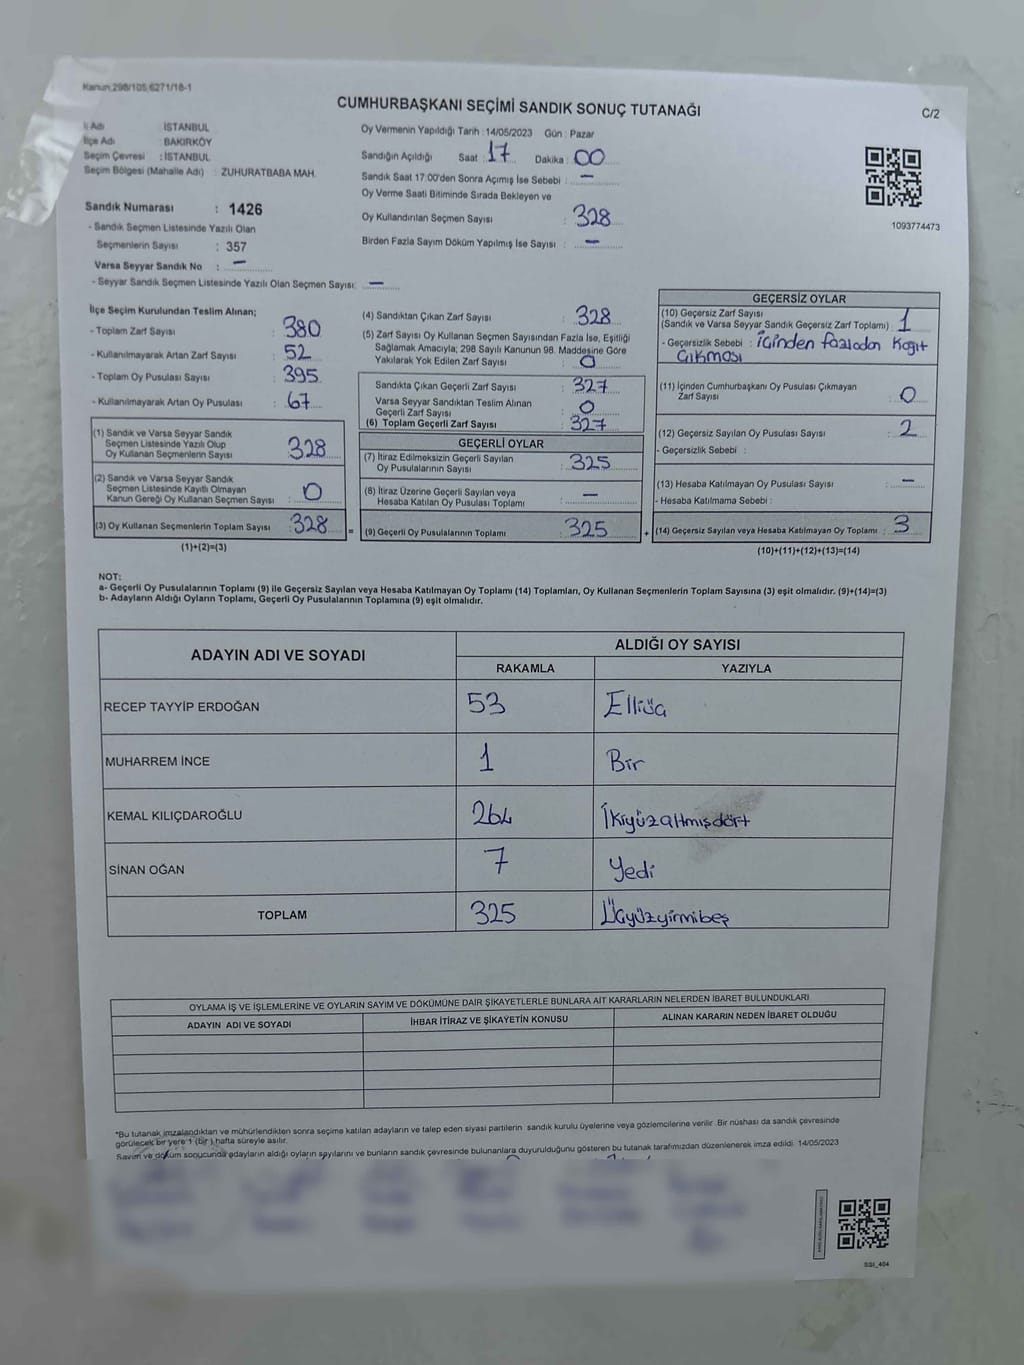 Kanun:298/105,6271/18-1
CUMHURBAŞKANI SEÇİMİ SANDIK SONUÇ TUTANAĞI
C/2
İl Adı : İSTANBUL
İlçe Adı : BAKIRKÖY
Seçim Çevresi : İSTANBUL
Seçim Bölgesi (Mahalle Adı) : ZUHURATBABA MAH.
Sandık Numarası : 1426
- Sandık Seçmen Listesinde Yazılı Olan
Seçmenlerin Sayısı : 357
Varsa Seyyar Sandık No : —
- Seyyar Sandık Seçmen Listesinde Yazılı Olan Seçmen Sayısı: —
Oy Vermenin Yapıldığı Tarih : 14/05/2023 Gün : Pazar
Sandığın Açıldığı Saat : 17 Dakika : 00
Sandık Saat 17:00'den Sonra Açımış İse Sebebi : —
Oy Verme Saati Bitiminde Sırada Bekleyen ve
Oy Kullandırılan Seçmen Sayısı : 328
Birden Fazla Sayım Döküm Yapılmış İse Sayısı : —
1093774473
İlçe Seçim Kurulundan Teslim Alınan;
- Toplam Zarf Sayısı : 380
- Kullanılmayarak Artan Zarf Sayısı : 52
- Toplam Oy Pusulası Sayısı : 395
- Kullanılmayarak Artan Oy Pusulası : 67
(1) Sandık ve Varsa Seyyar Sandık
Seçmen Listesinde Yazılı Olup
Oy Kullanan Seçmenlerin Sayısı : 328
(2) Sandık ve Varsa Seyyar Sandık
Seçmen Listesinde Kayıtlı Olmayan
Kanun Gereği Oy Kullanan Seçmen Sayısı : 0
(3) Oy Kullanan Seçmenlerin Toplam Sayısı : 328
(1)+(2)=(3)
(4) Sandıktan Çıkan Zarf Sayısı : 328
(5) Zarf Sayısı Oy Kullanan Seçmen Sayısından Fazla İse, Eşitliği
Sağlamak Amacıyla; 298 Sayılı Kanunun 98. Maddesine Göre
Yakılarak Yok Edilen Zarf Sayısı : 0
Sandıkta Çıkan Geçerli Zarf Sayısı : 327
Varsa Seyyar Sandıktan Teslim Alınan
Geçerli Zarf Sayısı : 0
(6) Toplam Geçerli Zarf Sayısı : 327
GEÇERLİ OYLAR
(7) İtiraz Edilmeksizin Geçerli Sayılan
Oy Pusulalarının Sayısı : 325
(8) İtiraz Üzerine Geçerli Sayılan veya
Hesaba Katılan Oy Pusulası Toplamı : —
= (9) Geçerli Oy Pusulalarının Toplamı : 325
GEÇERSİZ OYLAR
(10) Geçersiz Zarf Sayısı
(Sandık ve Varsa Seyyar Sandık Geçersiz Zarf Toplamı) : 1
- Geçersizlik Sebebi : içinden fazladan Kağıt
Çıkması
(11) İçinden Cumhurbaşkanı Oy Pusulası Çıkmayan
Zarf Sayısı : 0
(12) Geçersiz Sayılan Oy Pusulası Sayısı : 2
- Geçersizlik Sebebi :
(13) Hesaba Katılmayan Oy Pusulası Sayısı : —
- Hesaba Katılmama Sebebi :
+ (14) Geçersiz Sayılan veya Hesaba Katılmayan Oy Toplamı : 3
(10)+(11)+(12)+(13)=(14)
NOT:
a- Geçerli Oy Pusulalarının Toplamı (9) ile Geçersiz Sayılan veya Hesaba Katılmayan Oy Toplamı (14) Toplamları, Oy Kullanan Seçmenlerin Toplam Sayısına (3) eşit olmalıdır. (9)+(14)=(3)
b- Adayların Aldığı Oyların Toplamı, Geçerli Oy Pusulalarının Toplamına (9) eşit olmalıdır.
ADAYIN ADI VE SOYADI
ALDIĞI OY SAYISI
RAKAMLA YAZIYLA
RECEP TAYYİP ERDOĞAN 53 Elliüç
MUHARREM İNCE 1 Bir
KEMAL KILIÇDAROĞLU 264 İkiyüzaltmışdört
SİNAN OĞAN 7 Yedi
TOPLAM 325 Üçyüzyirmibeş
OYLAMA İŞ VE İŞLEMLERİNE VE OYLARIN SAYIM VE DÖKÜMÜNE DAİR ŞİKAYETLERLE BUNLARA AİT KARARLARIN NELERDEN İBARET BULUNDUKLARI
ADAYIN ADI VE SOYADI İHBAR İTİRAZ VE ŞİKAYETİN KONUSU ALINAN KARARIN NEDEN İBARET OLDUĞU
*Bu tutanak imzalandıktan ve mühürlendikten sonra seçime katılan adayların ve talep eden siyasi partilerin sandık kurulu üyelerine veya gözlemcilerine verilir. Bir nüshası da sandık çevresinde
görülecek bir yere 1 (bir) hafta süreyle asılır.
Sayım ve döküm sonucunda adayların aldığı oyların sayılarını ve bunların sandık çevresinde bulunanlara duyurulduğunu gösteren bu tutanak tarafımızdan düzenlenerek imza edildi. 14/05/2023
SSI_404